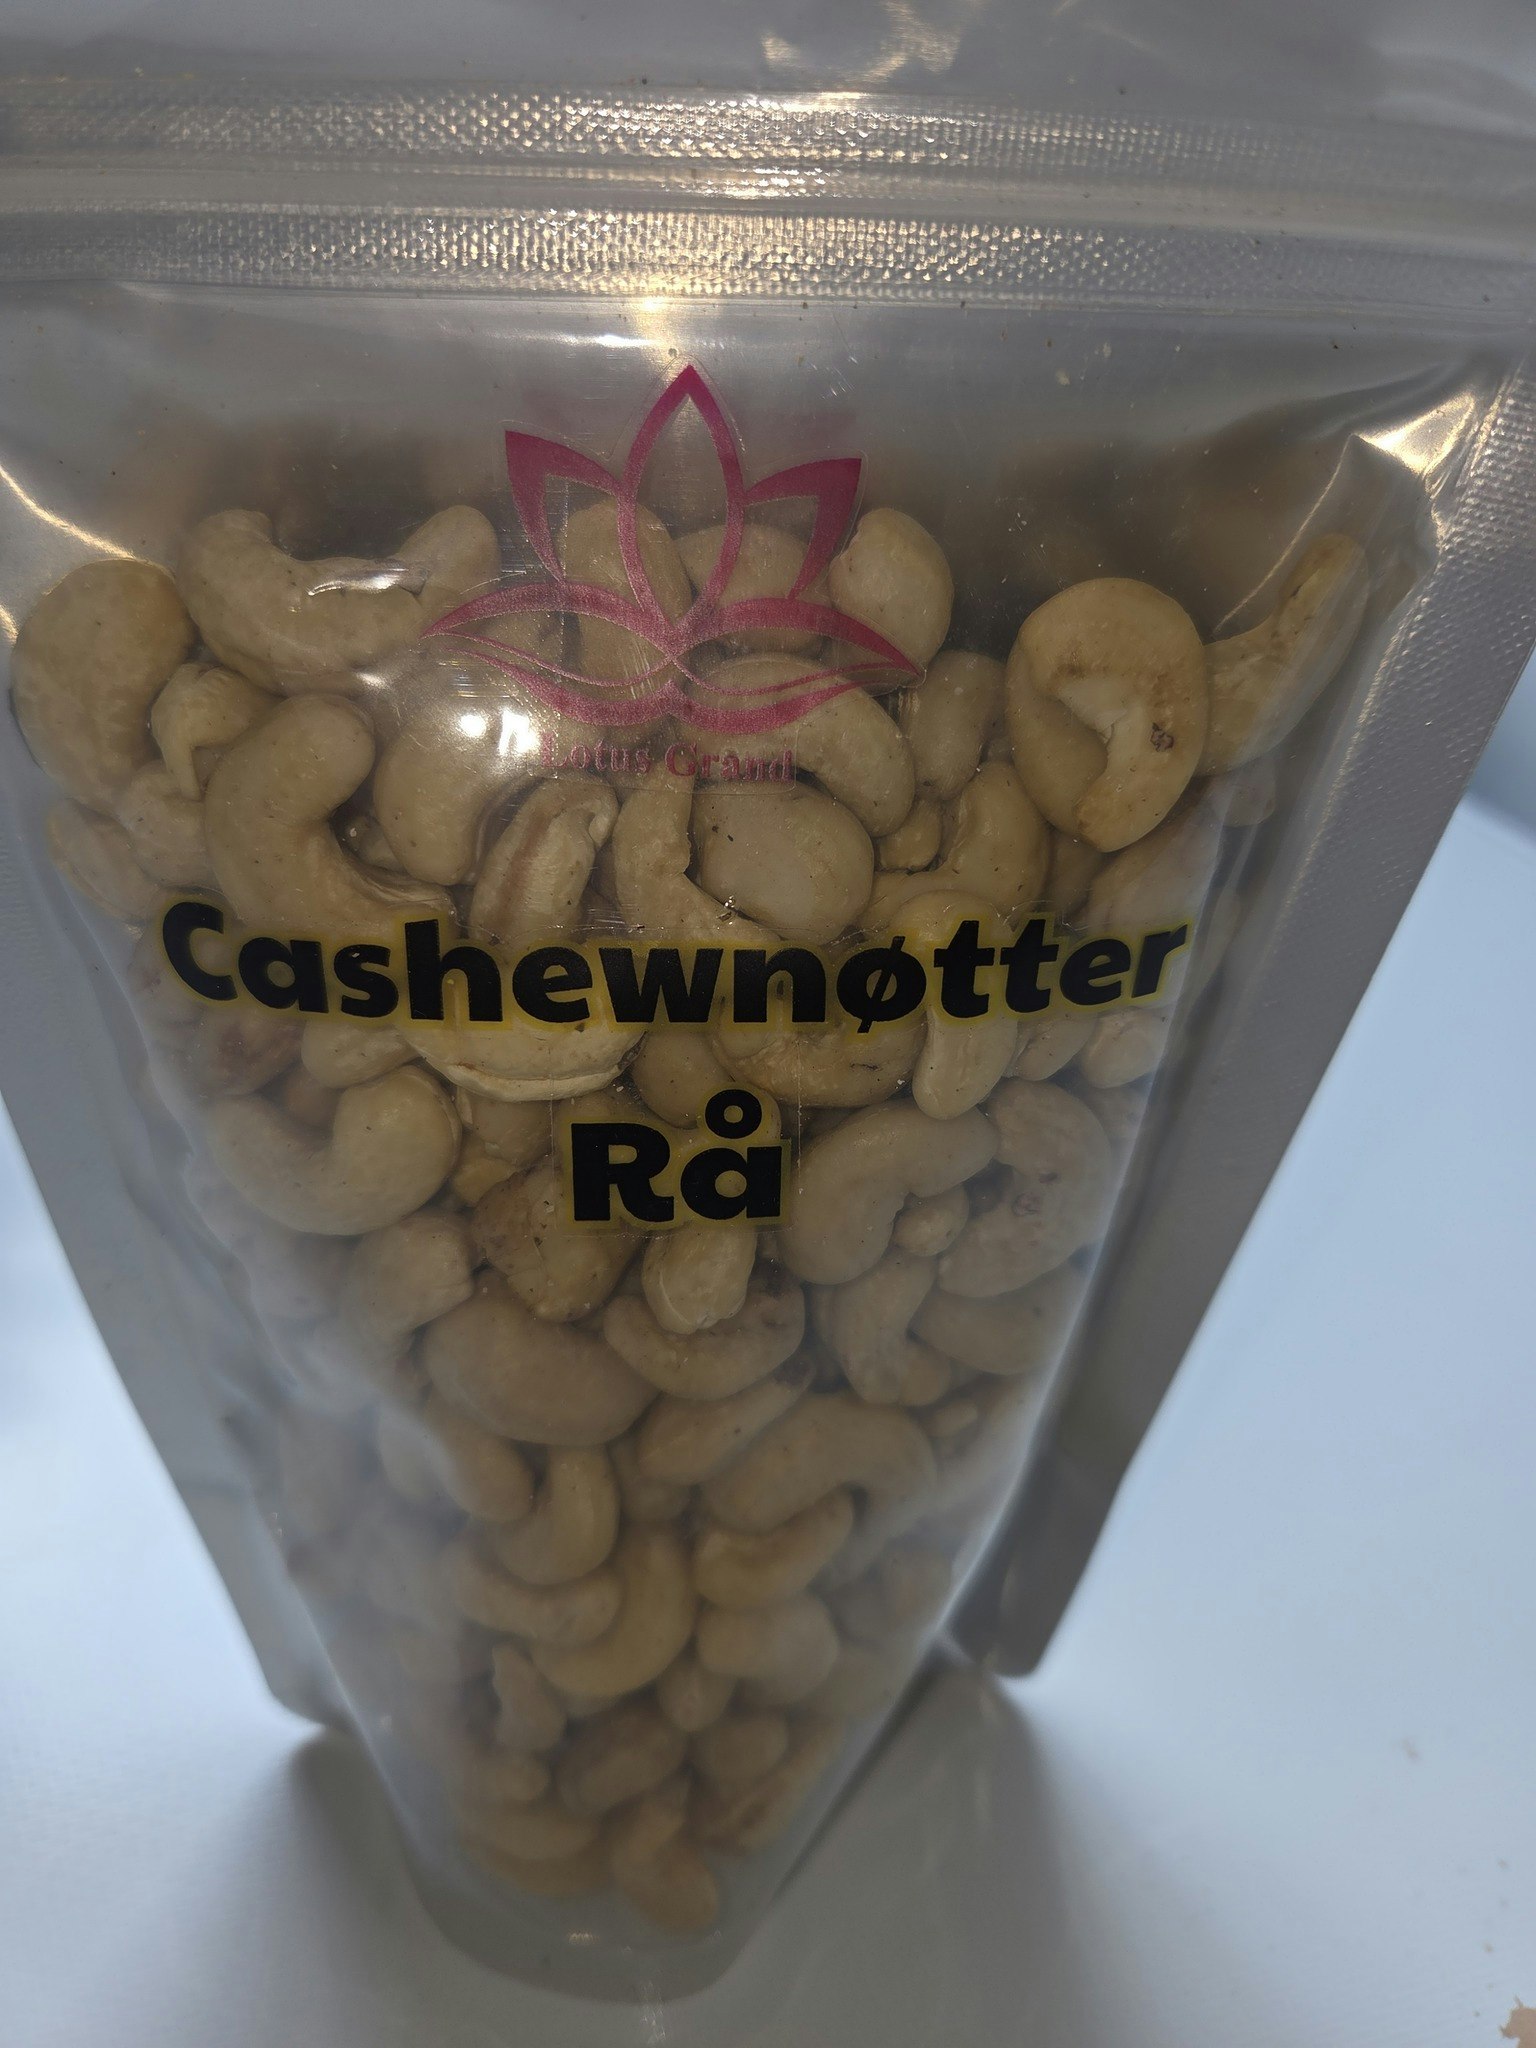 Lotus Grand
Cashewnøtter
Rå